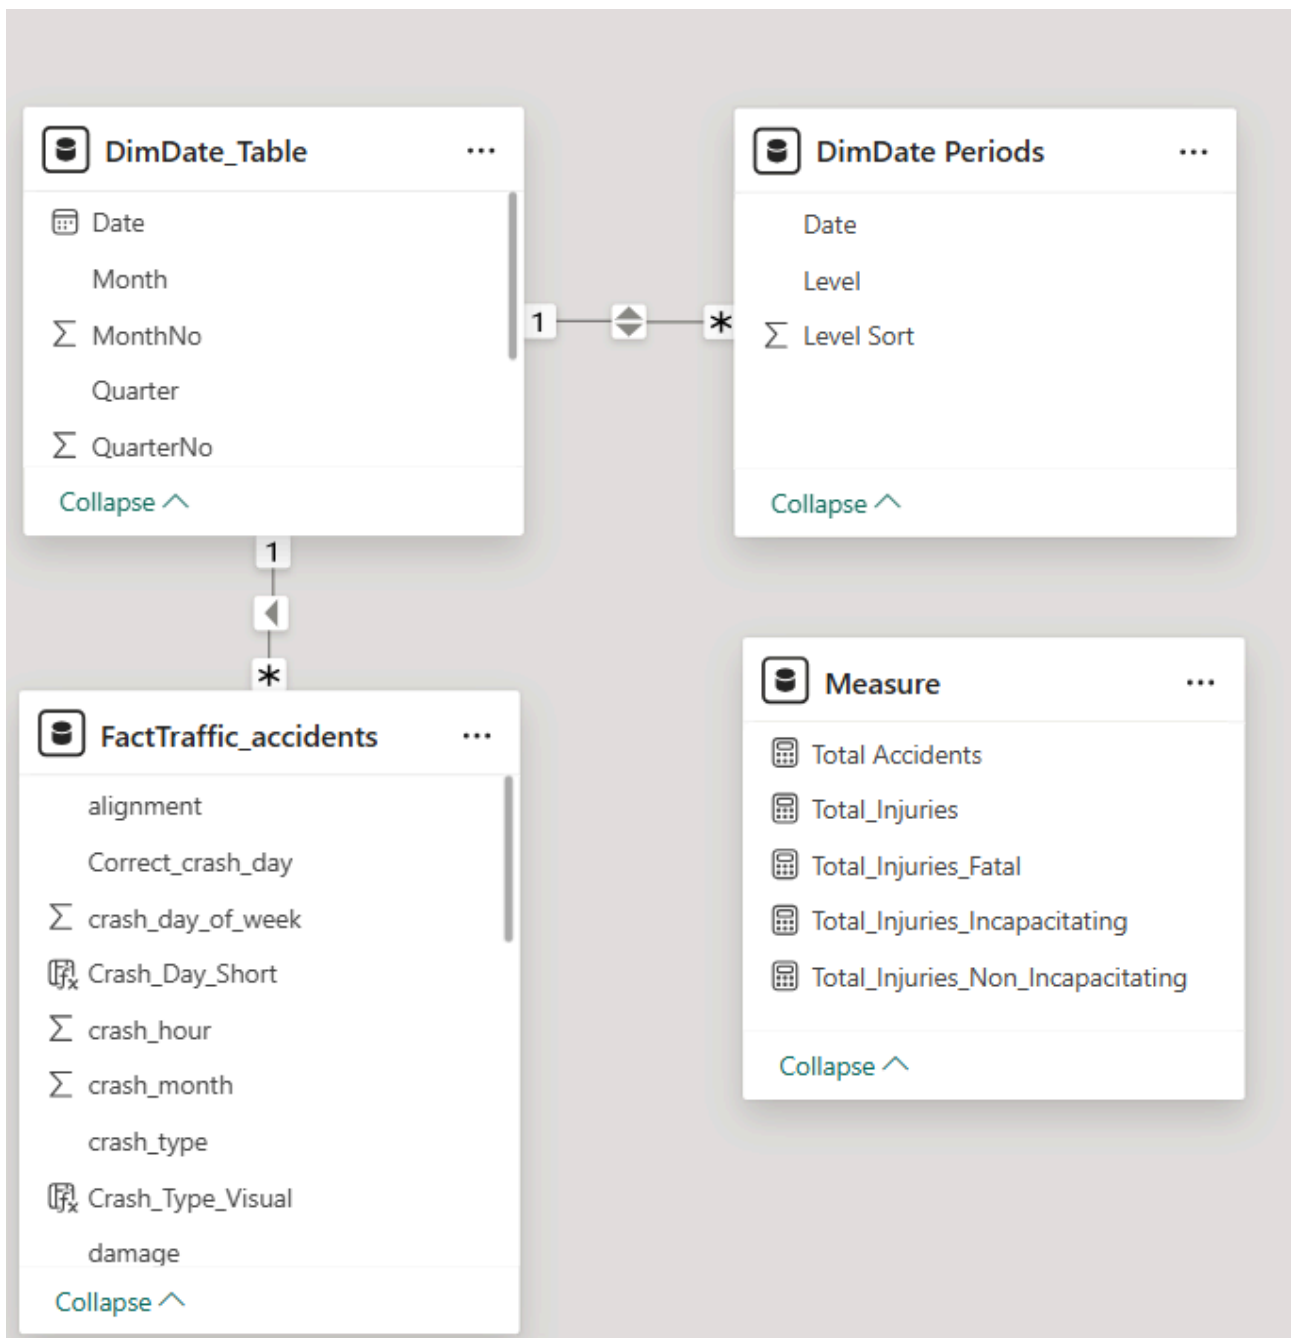 DimDate_Table
Date
Month
MonthNo
Quarter
QuarterNo
Collapse
DimDate Periods
Date
Level
Level Sort
Collapse
1
*
1
*
FactTraffic_accidents
alignment
Correct_crash_day
crash_day_of_week
Crash_Day_Short
crash_hour
crash_month
crash_type
Crash_Type_Visual
damage
Collapse
Measure
Total Accidents
Total_Injuries
Total_Injuries_Fatal
Total_Injuries_Incapacitating
Total_Injuries_Non_Incapacitating
Collapse